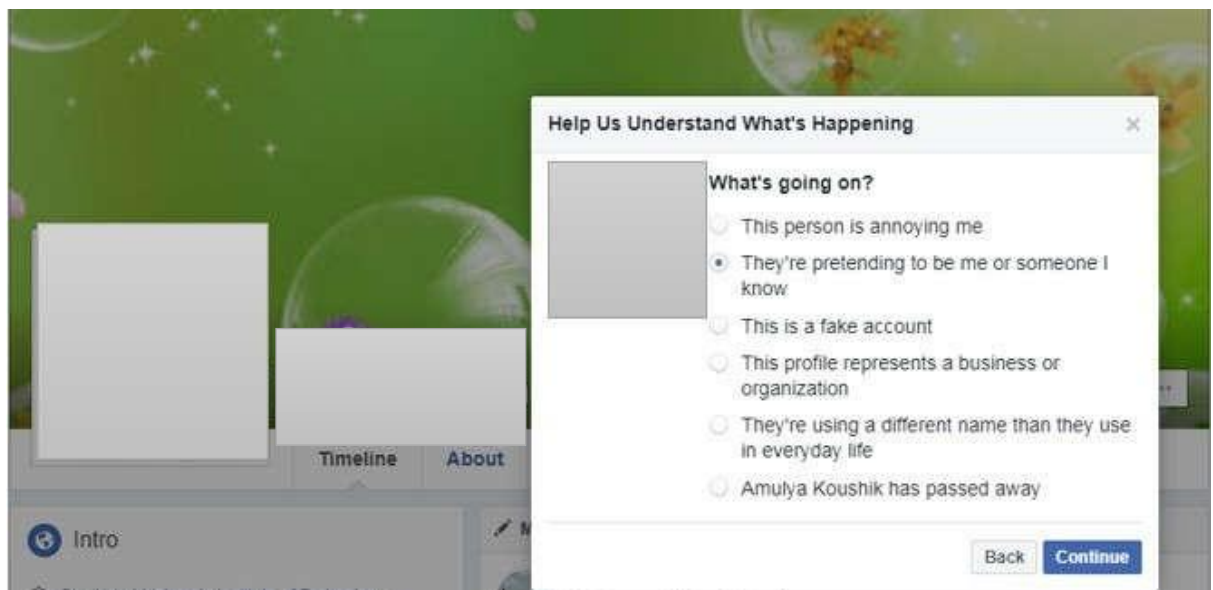 Help Us Understand What's Happening
×
What's going on?
This person is annoying me
They're pretending to be me or someone I
know
This is a fake account
This profile represents a business or
organization
They're using a different name than they use
in everyday life
Amulya Koushik has passed away
Back Continue
Timeline About
Intro